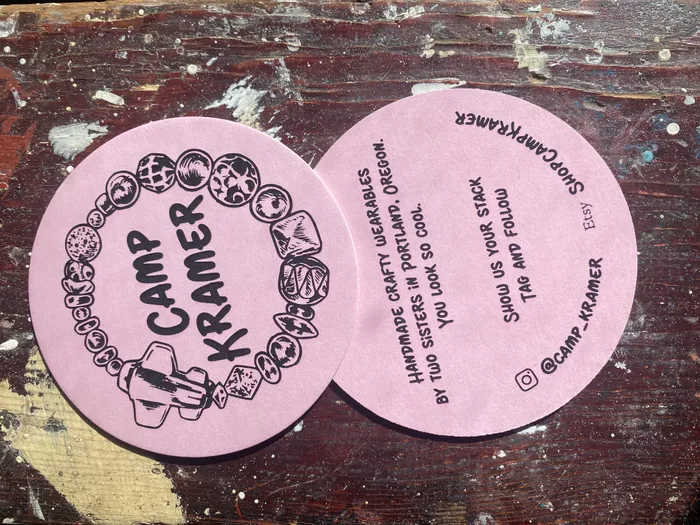 CAMP
KRAMER
HANDMADE CRAFTY WEARABLES
BY TWO SISTERS IN PORTLAND, OREGON.
YOU LOOK SO COOL.
SHOW US YOUR STACK
TAG AND FOLLOW
@CAMP_KRAMER
Etsy SHOPCAMPKRAMER